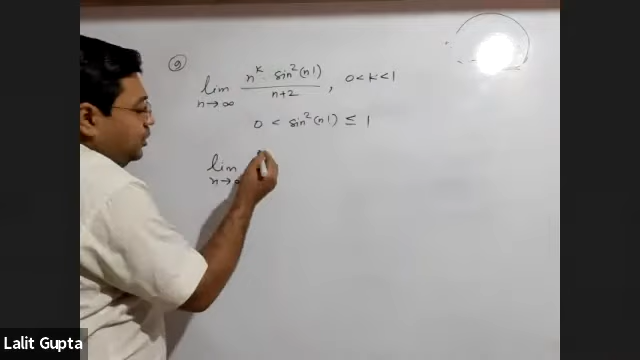 (9)
lim n→∞ n^k · sin²(n!) / n+2 , 0<k<1
0 < sin²(n!) ≤ 1
lim n→∞
Lalit Gupta